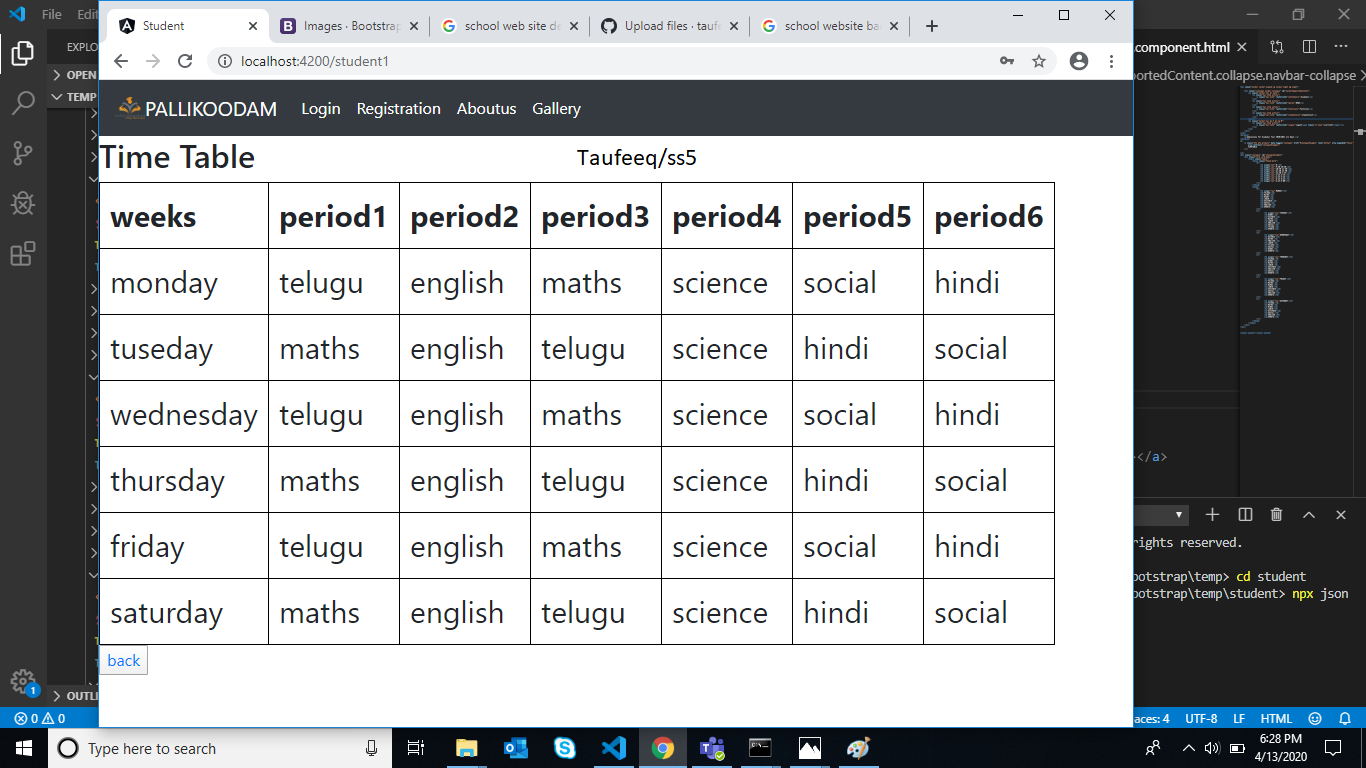 File Edi
Student
Images · Bootstrap
school web site de
Upload files · taufe
school website ba
component.html
localhost:4200/student1
EXPLO
OPEN
TEMP
portedContent.collapse.navbar-collapse
PALLIKOODAM Login Registration Aboutus Gallery
Time Table
Taufeeq/ss5
weeks period1 period2 period3 period4 period5 period6
monday telugu english maths science social hindi
tuseday maths english telugu science hindi social
wednesday telugu english maths science social hindi
thursday maths english telugu science hindi social
friday telugu english maths science social hindi
saturday maths english telugu science hindi social
back
></a>
rights reserved.
ootstrap\temp> cd student
ootstrap\temp\student> npx json
1
OUTLI
0 0
aces: 4 UTF-8 LF HTML
Type here to search
6:28 PM
4/13/2020